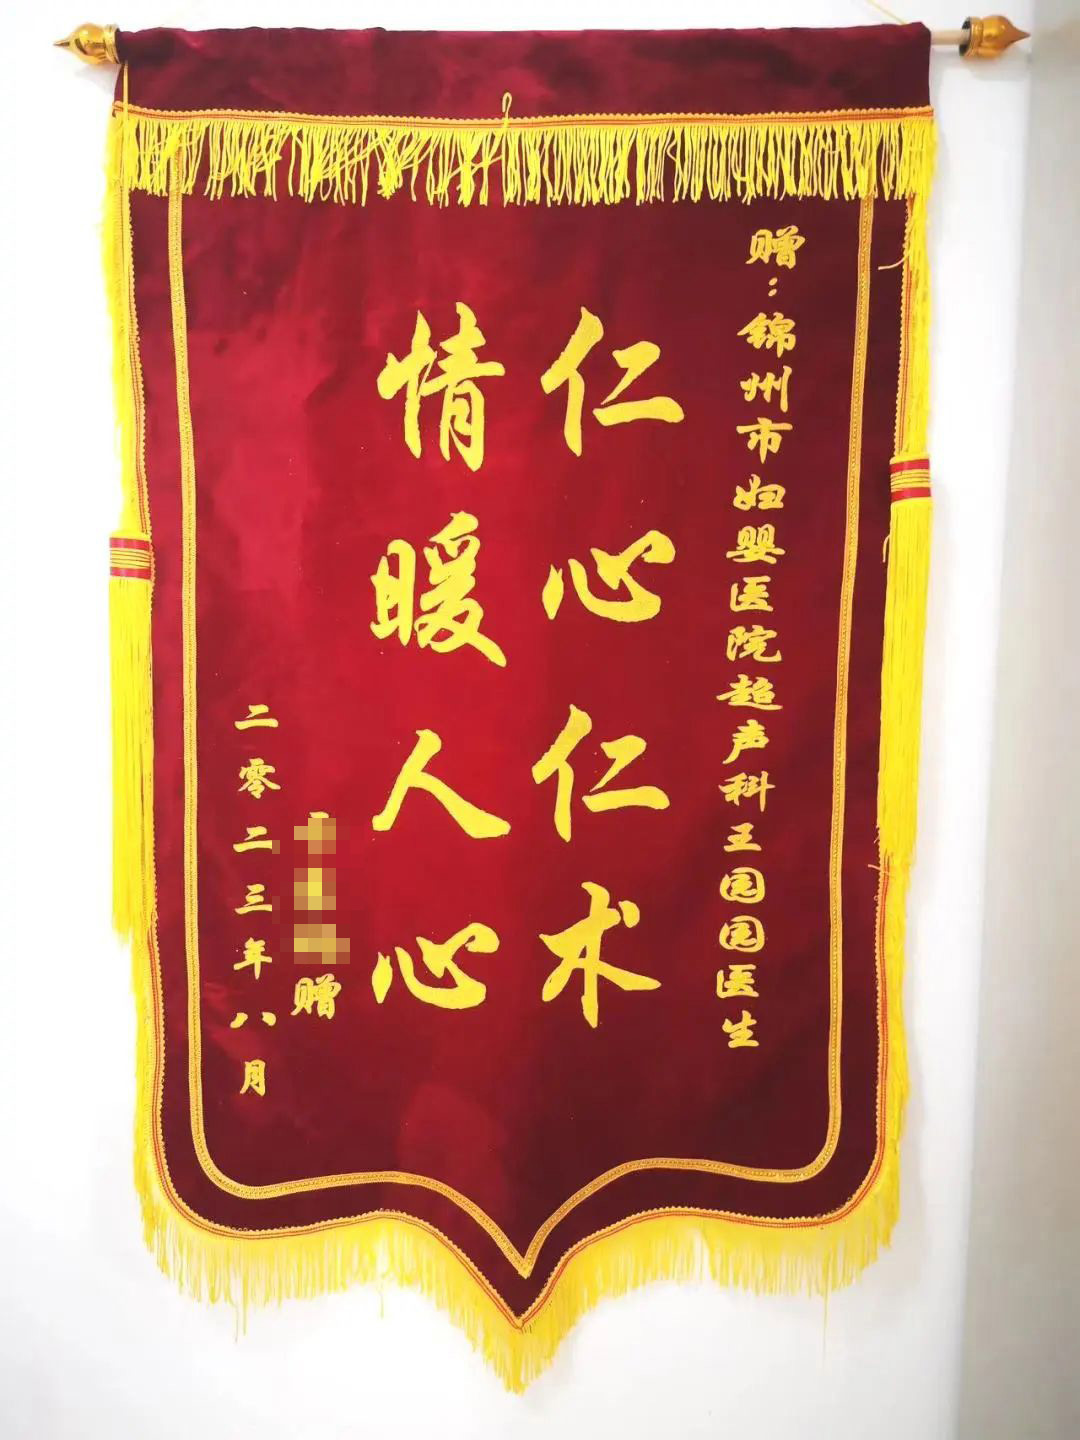 赠：锦州市妇婴医院超声科王园园医生
仁心仁术
情暖人心
赠
二零二三年八月